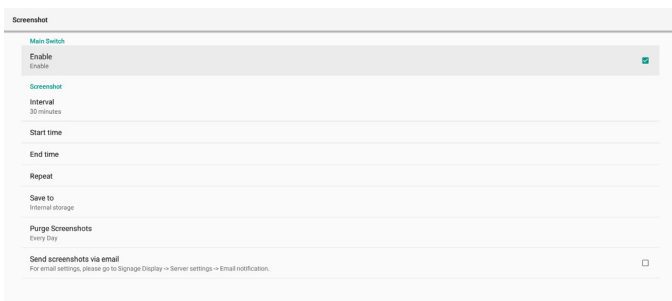 Screenshot
Main Switch
Enable
Enable
Screenshot
Interval
30 minutes
Start time
End time
Repeat
Save to
Internal storage
Purge Screenshots
Every Day
Send screenshots via email
For email settings, please go to Signage Display -> Server settings -> Email notification.